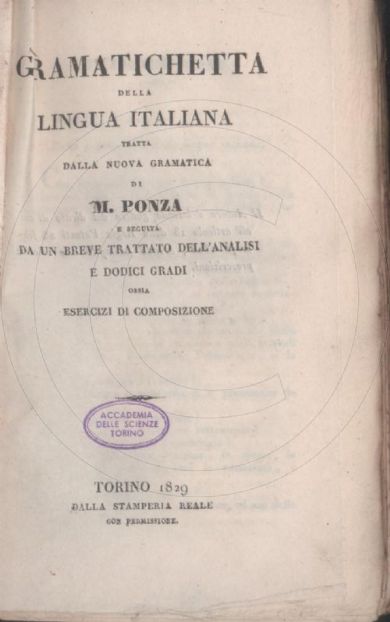 GRAMATICHETTA
DELLA
LINGUA ITALIANA
TRATTA
DALLA NUOVA GRAMATICA
DI
M. PONZA
E SEGUITA
DA UN BREVE TRATTATO DELL'ANALISI
E DODICI GRADI
OSSIA
ESERCIZI DI COMPOSIZIONE
ACCADEMIA
DELLE SCIENZE
TORINO
TORINO 1829
DALLA STAMPERIA REALE
CON PERMISSIONE.